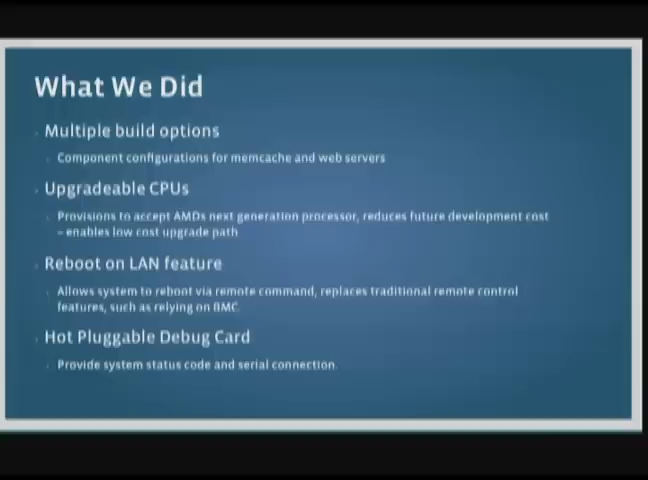 What We Did
Multiple build options
Component configurations for memcache and web servers
Upgradeable CPUs
Provisions to accept AMDs next generation processor, reduces future development cost
– enables low cost upgrade path
Reboot on LAN feature
Allows system to reboot via remote command, replaces traditional remote control
features, such as relying on BMC.
Hot Pluggable Debug Card
Provide system status code and serial connection.